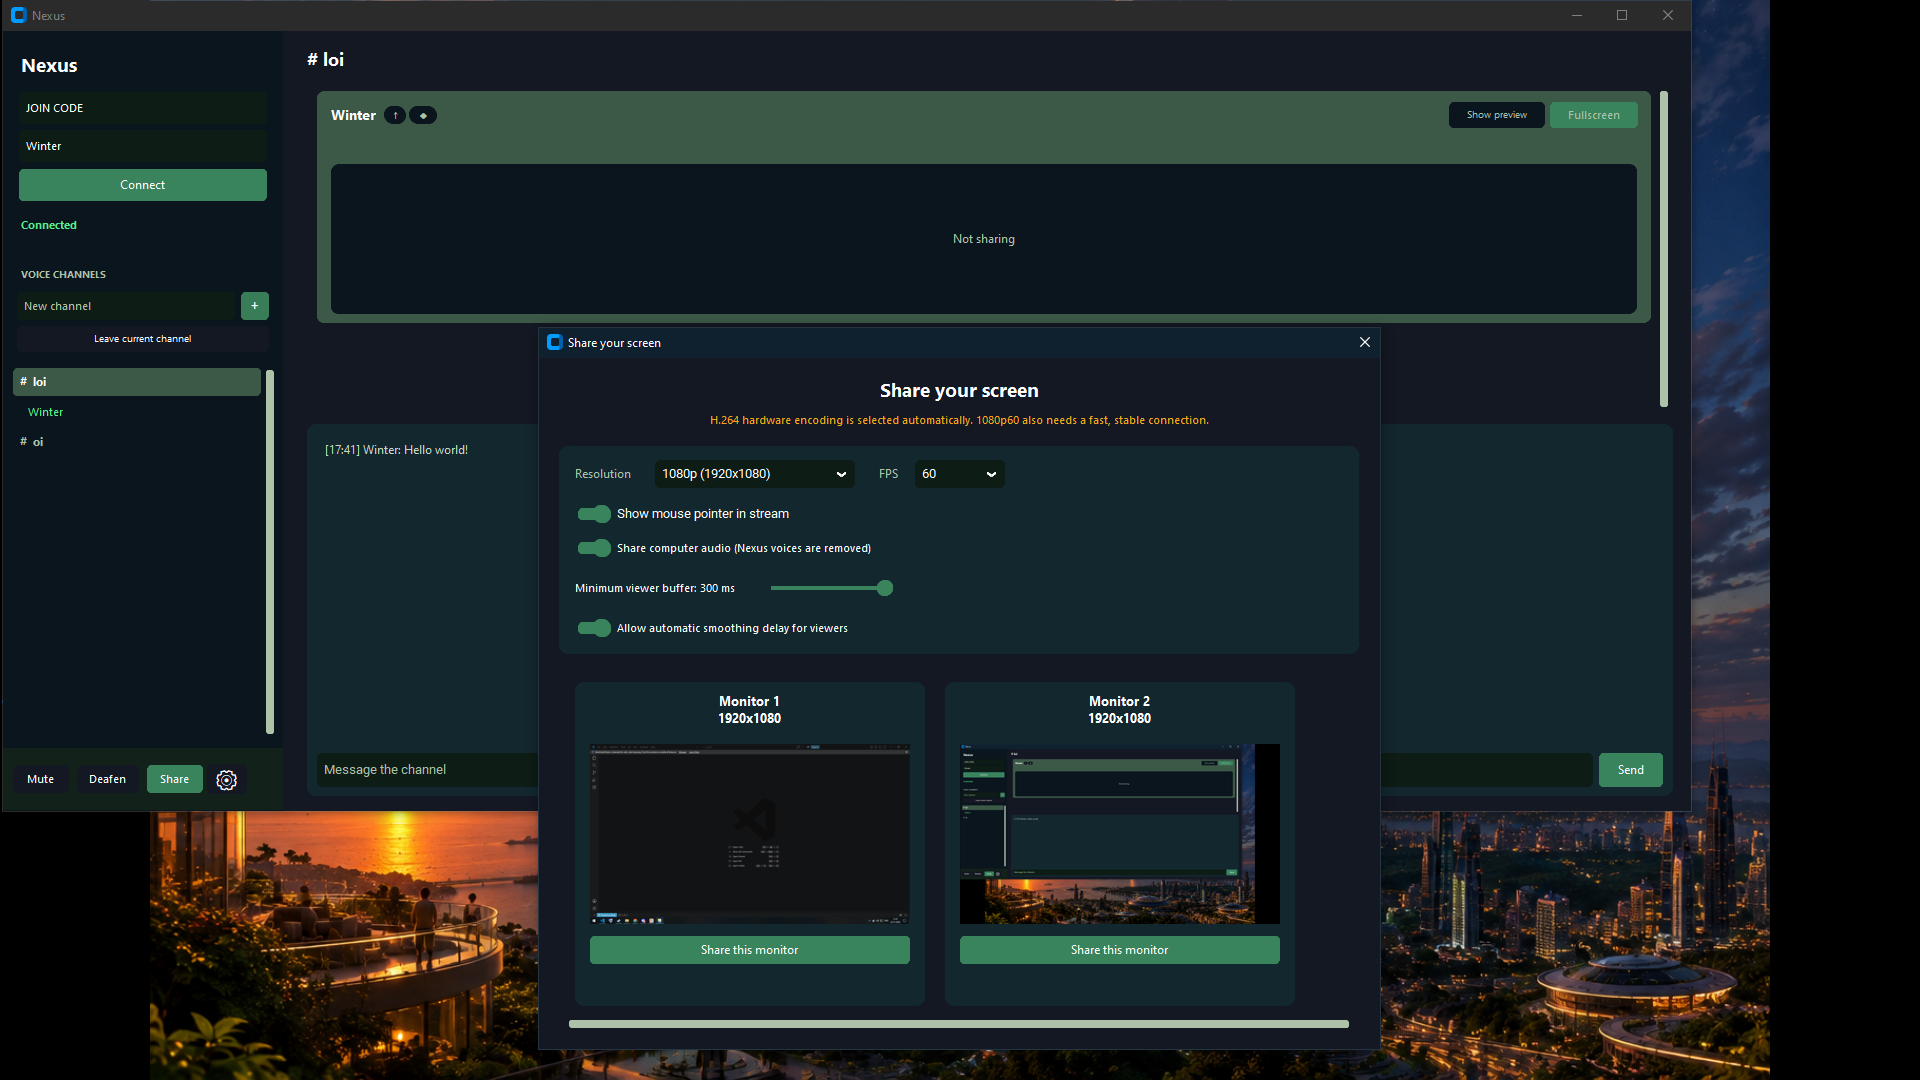 Nexus
Nexus
JOIN CODE
Winter
Connect
Connected
VOICE CHANNELS
New channel
+
Leave current channel
# loi
Winter
# oi
Mute
Deafen
Share
# loi
Winter
Show preview
Fullscreen
Not sharing
[17:41] Winter: Hello world!
Message the channel
Send
Share your screen
Share your screen
H.264 hardware encoding is selected automatically. 1080p60 also needs a fast, stable connection.
Resolution
1080p (1920x1080)
FPS
60
Show mouse pointer in stream
Share computer audio (Nexus voices are removed)
Minimum viewer buffer: 300 ms
Allow automatic smoothing delay for viewers
Monitor 1
1920x1080
Share this monitor
Monitor 2
1920x1080
Share this monitor